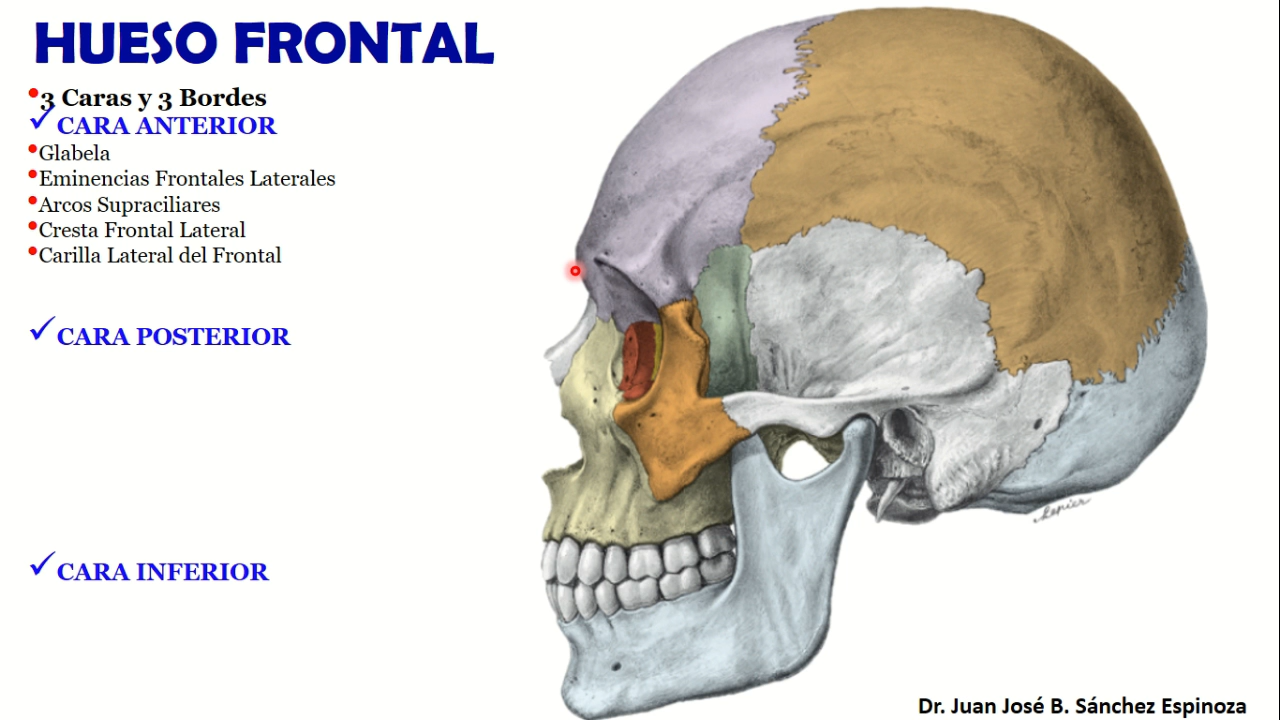 HUESO FRONTAL
•3 Caras y 3 Bordes
✓ CARA ANTERIOR
•Glabela
•Eminencias Frontales Laterales
•Arcos Supraciliares
•Cresta Frontal Lateral
•Carilla Lateral del Frontal
✓ CARA POSTERIOR
✓ CARA INFERIOR
Dr. Juan José B. Sánchez Espinoza